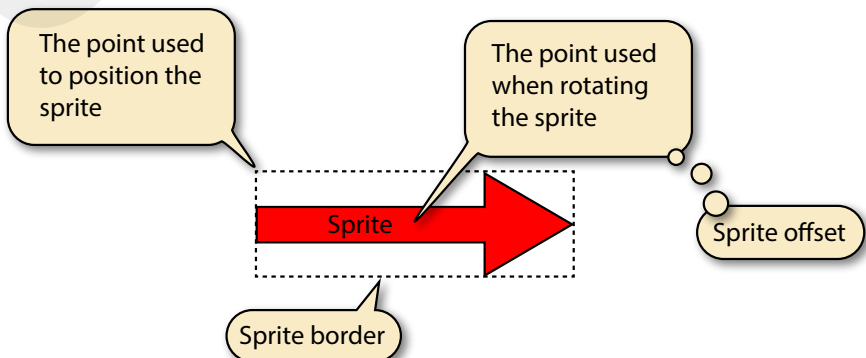 The point used
to position the
sprite
The point used
when rotating
the sprite
Sprite
Sprite offset
Sprite border